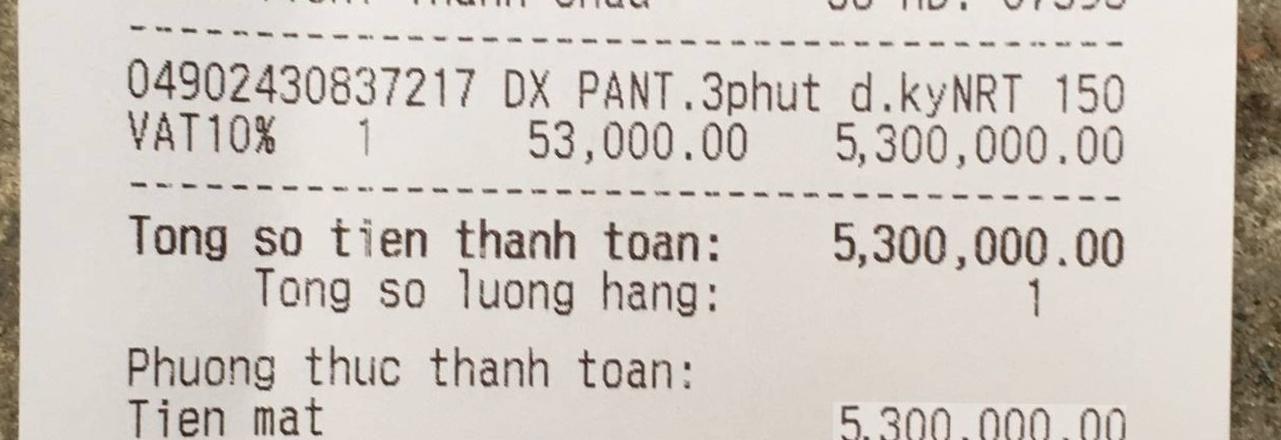 04902430837217 DX PANT.3phut d.kyNRT 150
VAT10% 1 53,000.00 5,300,000.00
Tong so tien thanh toan: 5,300,000.00
Tong so luong hang: 1
Phuong thuc thanh toan:
Tien mat 5,300,000.00